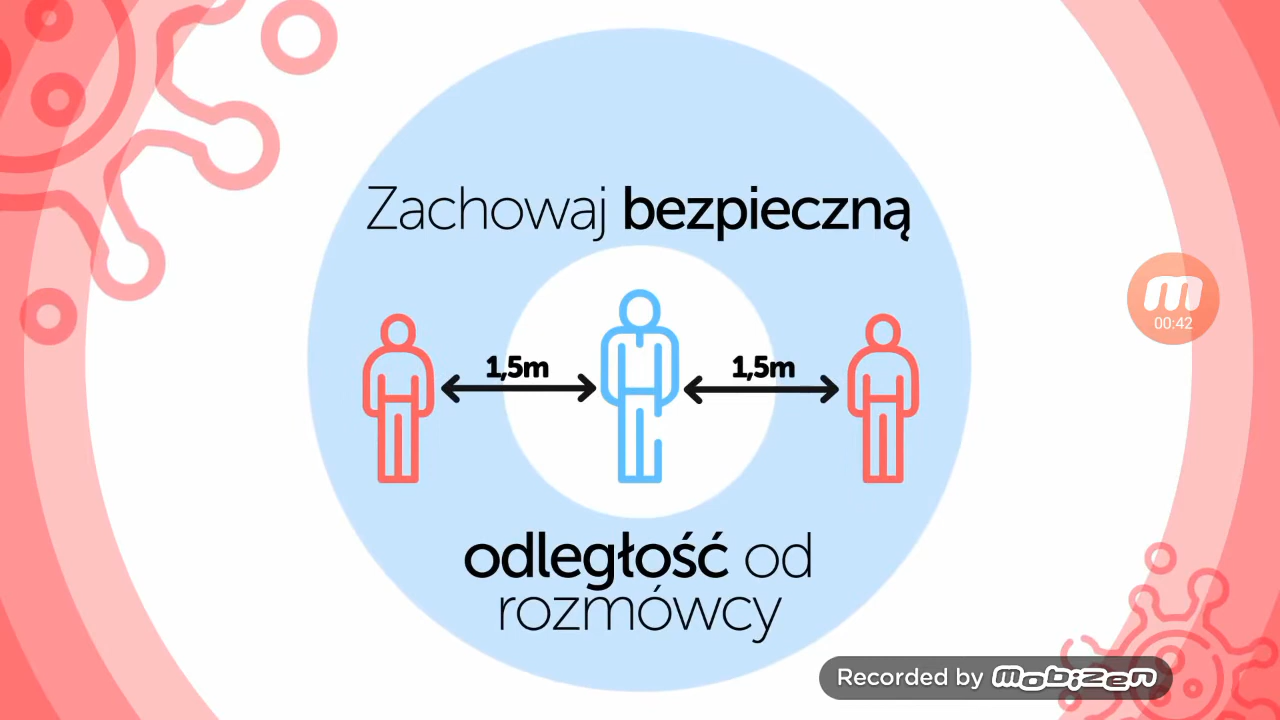 Zachowaj bezpieczną
1,5m 1,5m
odległość od
rozmówcy
00:42
Recorded by mobizen